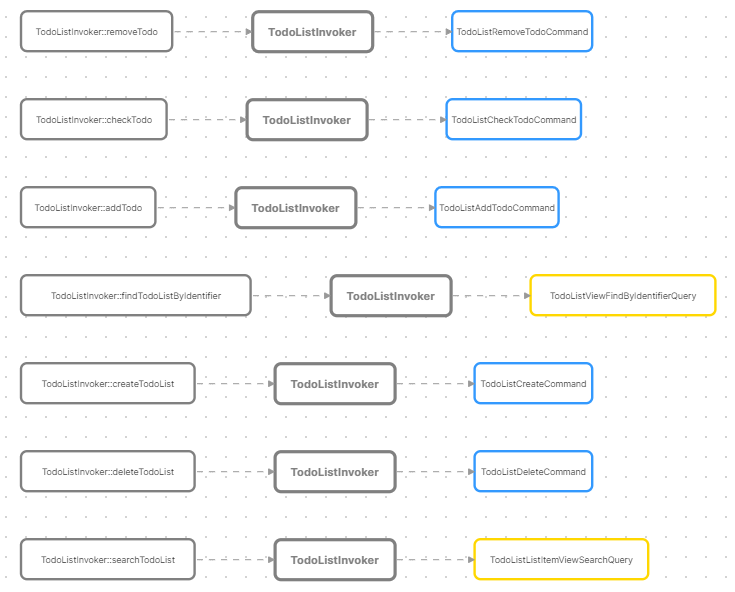 TodoListInvoker::removeTodo
TodoListInvoker
TodoListRemoveTodoCommand
TodoListInvoker::checkTodo
TodoListInvoker
TodoListCheckTodoCommand
TodoListInvoker::addTodo
TodoListInvoker
TodoListAddTodoCommand
TodoListInvoker::findTodoListByIdentifier
TodoListInvoker
TodoListViewFindByIdentifierQuery
TodoListInvoker::createTodoList
TodoListInvoker
TodoListCreateCommand
TodoListInvoker::deleteTodoList
TodoListInvoker
TodoListDeleteCommand
TodoListInvoker::searchTodoList
TodoListInvoker
TodoListListItemViewSearchQuery